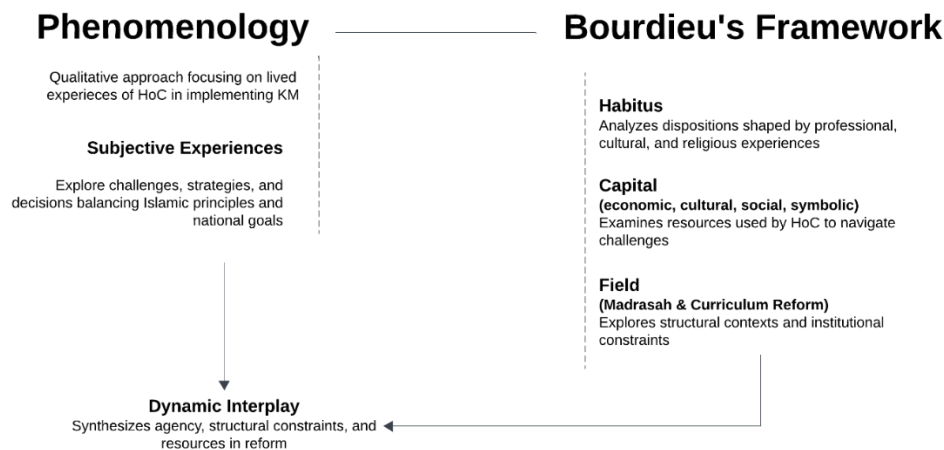 Phenomenology
Qualitative approach focusing on lived
experieces of HoC in implementing KM
Subjective Experiences
Explore challenges, strategies, and
decisions balancing Islamic principles and
national goals
Bourdieu's Framework
Habitus
Analyzes dispositions shaped by professional,
cultural, and religious experiences
Capital
(economic, cultural, social, symbolic)
Examines resources used by HoC to navigate
challenges
Field
(Madrasah & Curriculum Reform)
Explores structural contexts and institutional
constraints
Dynamic Interplay
Synthesizes agency, structural constraints, and
resources in reform